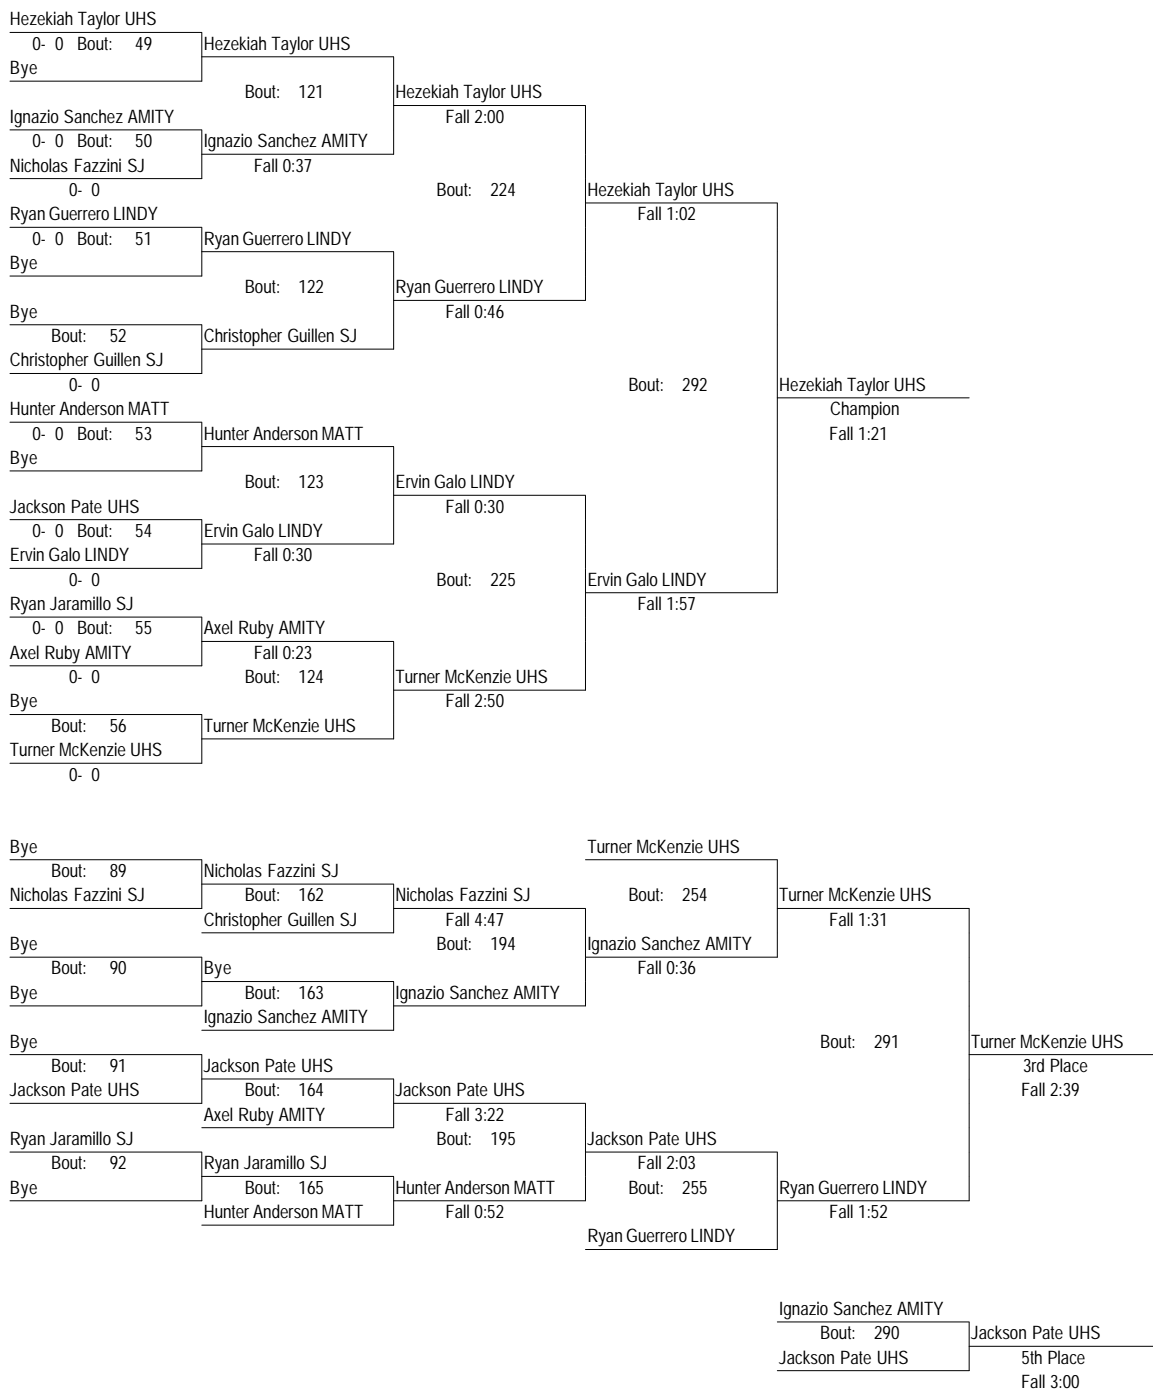 Hezekiah Taylor UHS
0- 0 Bout: 49 Hezekiah Taylor UHS
Bye
Bout: 121 Hezekiah Taylor UHS
Ignazio Sanchez AMITY Fall 2:00
0- 0 Bout: 50 Ignazio Sanchez AMITY
Nicholas Fazzini SJ Fall 0:37
0- 0 Bout: 224 Hezekiah Taylor UHS
Ryan Guerrero LINDY Fall 1:02
0- 0 Bout: 51 Ryan Guerrero LINDY
Bye
Bout: 122 Ryan Guerrero LINDY
Bye Fall 0:46
Bout: 52 Christopher Guillen SJ
Christopher Guillen SJ
0- 0 Bout: 292 Hezekiah Taylor UHS
Hunter Anderson MATT Champion
0- 0 Bout: 53 Hunter Anderson MATT Fall 1:21
Bye
Bout: 123 Ervin Galo LINDY
Jackson Pate UHS Fall 0:30
0- 0 Bout: 54 Ervin Galo LINDY
Ervin Galo LINDY Fall 0:30
0- 0 Bout: 225 Ervin Galo LINDY
Ryan Jaramillo SJ Fall 1:57
0- 0 Bout: 55 Axel Ruby AMITY
Axel Ruby AMITY Fall 0:23
0- 0 Bout: 124 Turner McKenzie UHS
Bye Fall 2:50
Bout: 56 Turner McKenzie UHS
Turner McKenzie UHS
0- 0
Bye Turner McKenzie UHS
Bout: 89 Nicholas Fazzini SJ
Nicholas Fazzini SJ Bout: 162 Nicholas Fazzini SJ Bout: 254 Turner McKenzie UHS
Christopher Guillen SJ Fall 4:47 Fall 1:31
Bye Bout: 194 Ignazio Sanchez AMITY
Bout: 90 Bye Fall 0:36
Bye Bout: 163 Ignazio Sanchez AMITY
Ignazio Sanchez AMITY
Bye Bout: 291 Turner McKenzie UHS
Bout: 91 Jackson Pate UHS 3rd Place
Jackson Pate UHS Bout: 164 Jackson Pate UHS Fall 2:39
Axel Ruby AMITY Fall 3:22
Ryan Jaramillo SJ Bout: 195 Jackson Pate UHS
Bout: 92 Ryan Jaramillo SJ Fall 2:03
Bye Bout: 165 Hunter Anderson MATT Bout: 255 Ryan Guerrero LINDY
Hunter Anderson MATT Fall 0:52 Fall 1:52
Ryan Guerrero LINDY
Ignazio Sanchez AMITY
Bout: 290 Jackson Pate UHS
Jackson Pate UHS 5th Place
Fall 3:00